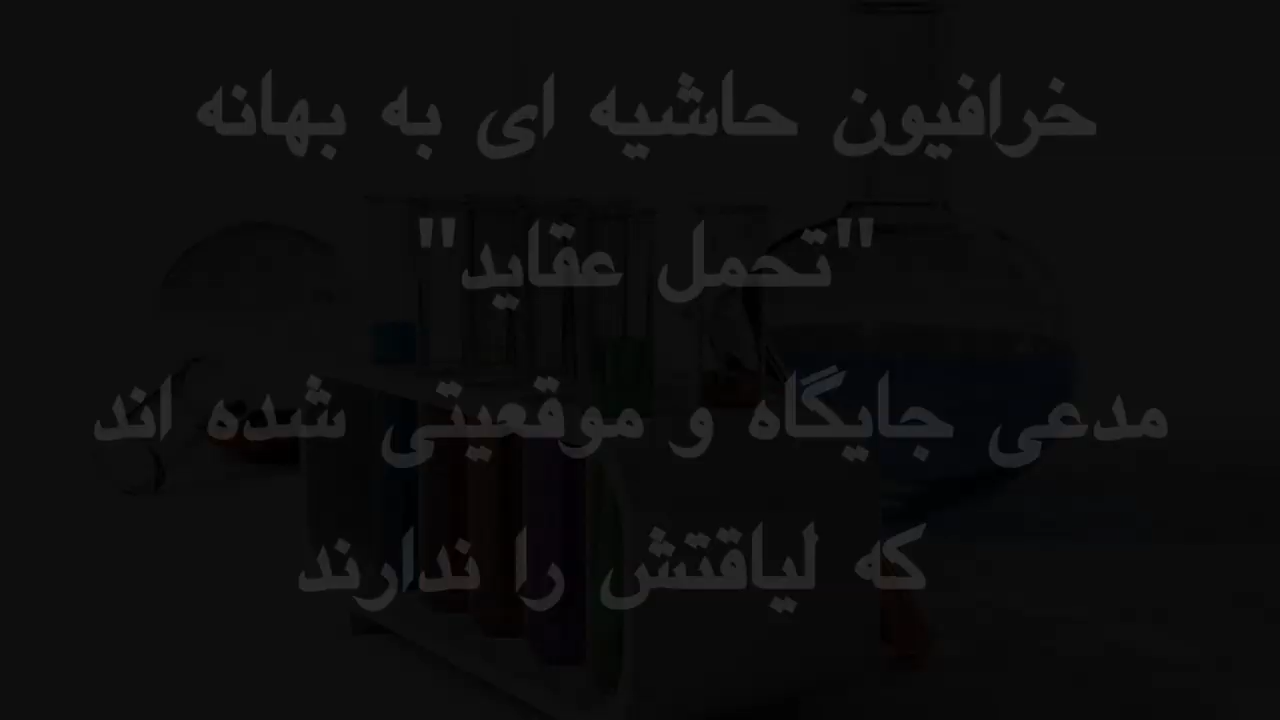 خرافیون حاشیه ای به بهانه
"تحمل عقاید"
مدعی جایگاه و موقعیتی شده اند
که لیاقتش را ندارند